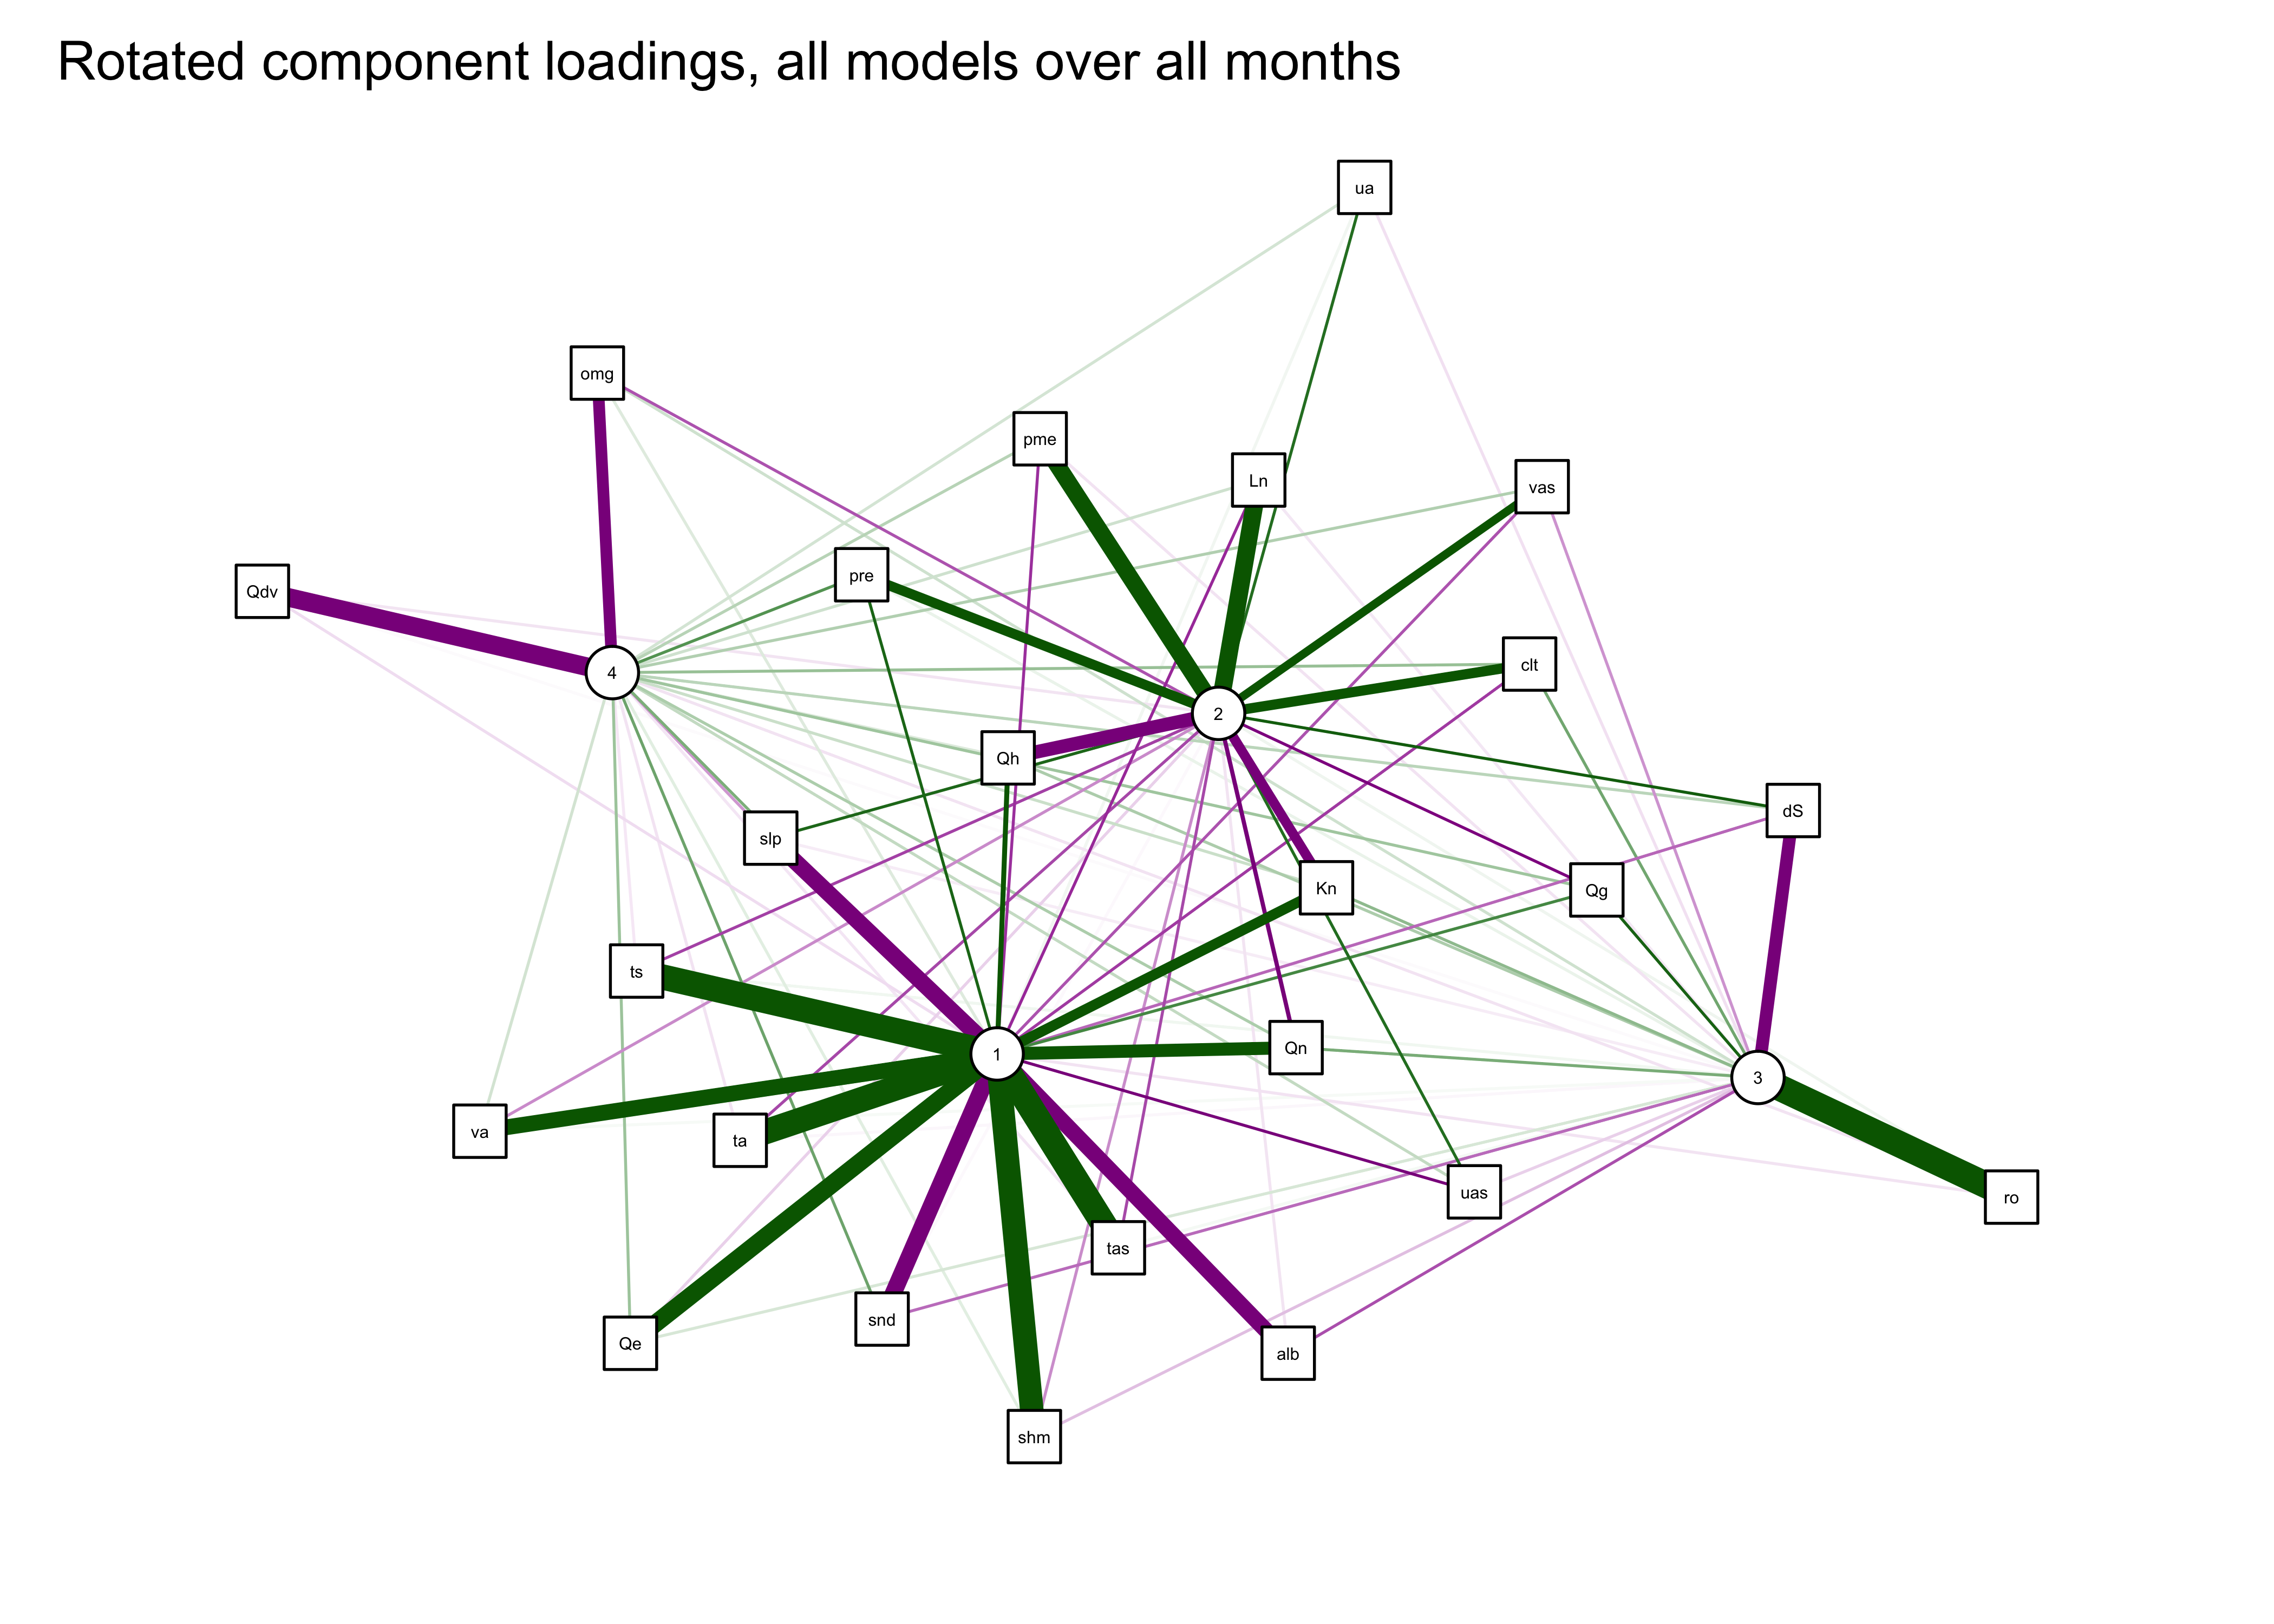 Rotated component loadings, all models over all months
ua
omg
pme
Ln
vas
pre
Qdv
clt
4
2
Qh
dS
slp
Kn
Qg
ts
Qn
1
3
va
ta
uas
ro
tas
snd
Qe
alb
shm